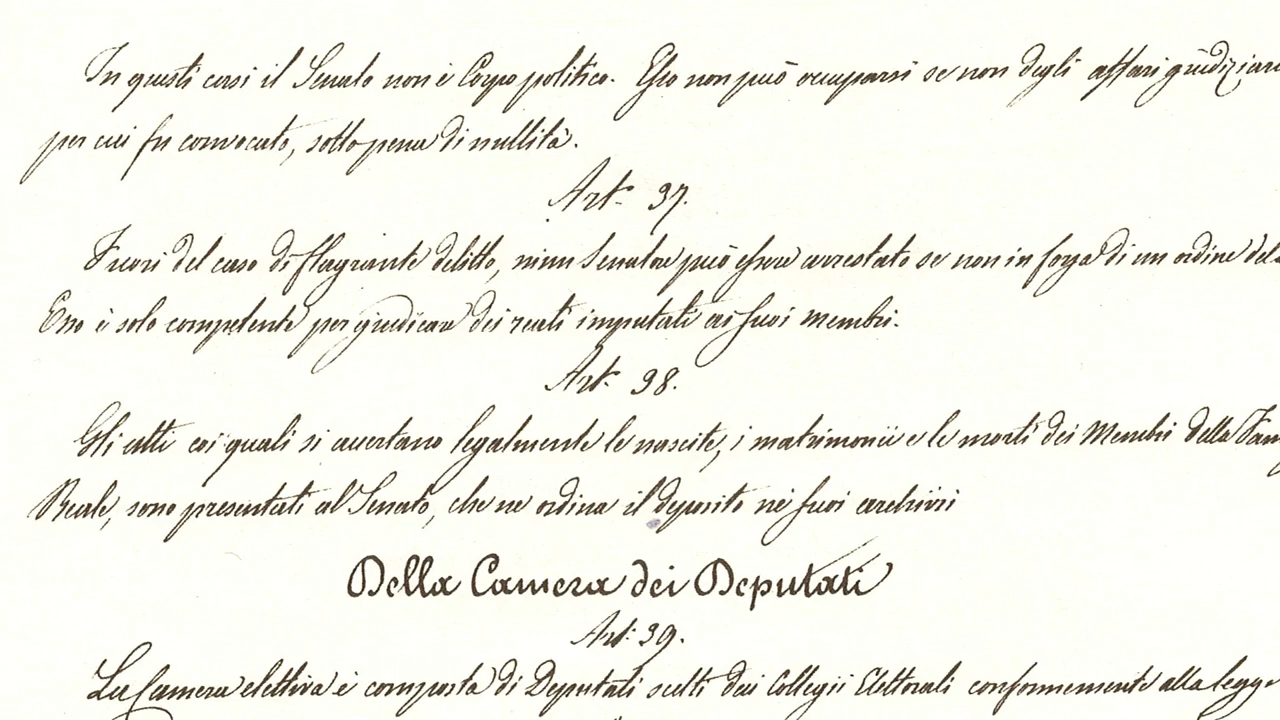 In questi casi il Senato non è Corpo politico. Esso non può occuparsi se non degli affari giudiziari
per cui fu convocato, sotto pena di nullità.
Art. 37.
Fuori del caso di flagrante delitto, niun Senatore può essere arrestato se non in forza di un ordine del
Esso è solo competente per giudicare dei reati imputati ai suoi membri.
Art. 38.
Gli atti coi quali si accertano legalmente le nascite, i matrimonii e le morti dei Membri della Fam
Reale, sono presentati al Senato, che ne ordina il deposito nè suoi archivii
Della Camera dei Deputati
Art. 39.
La Camera elettiva è composta di Deputati scelti dai Collegii Elettorali conformemente alla legge